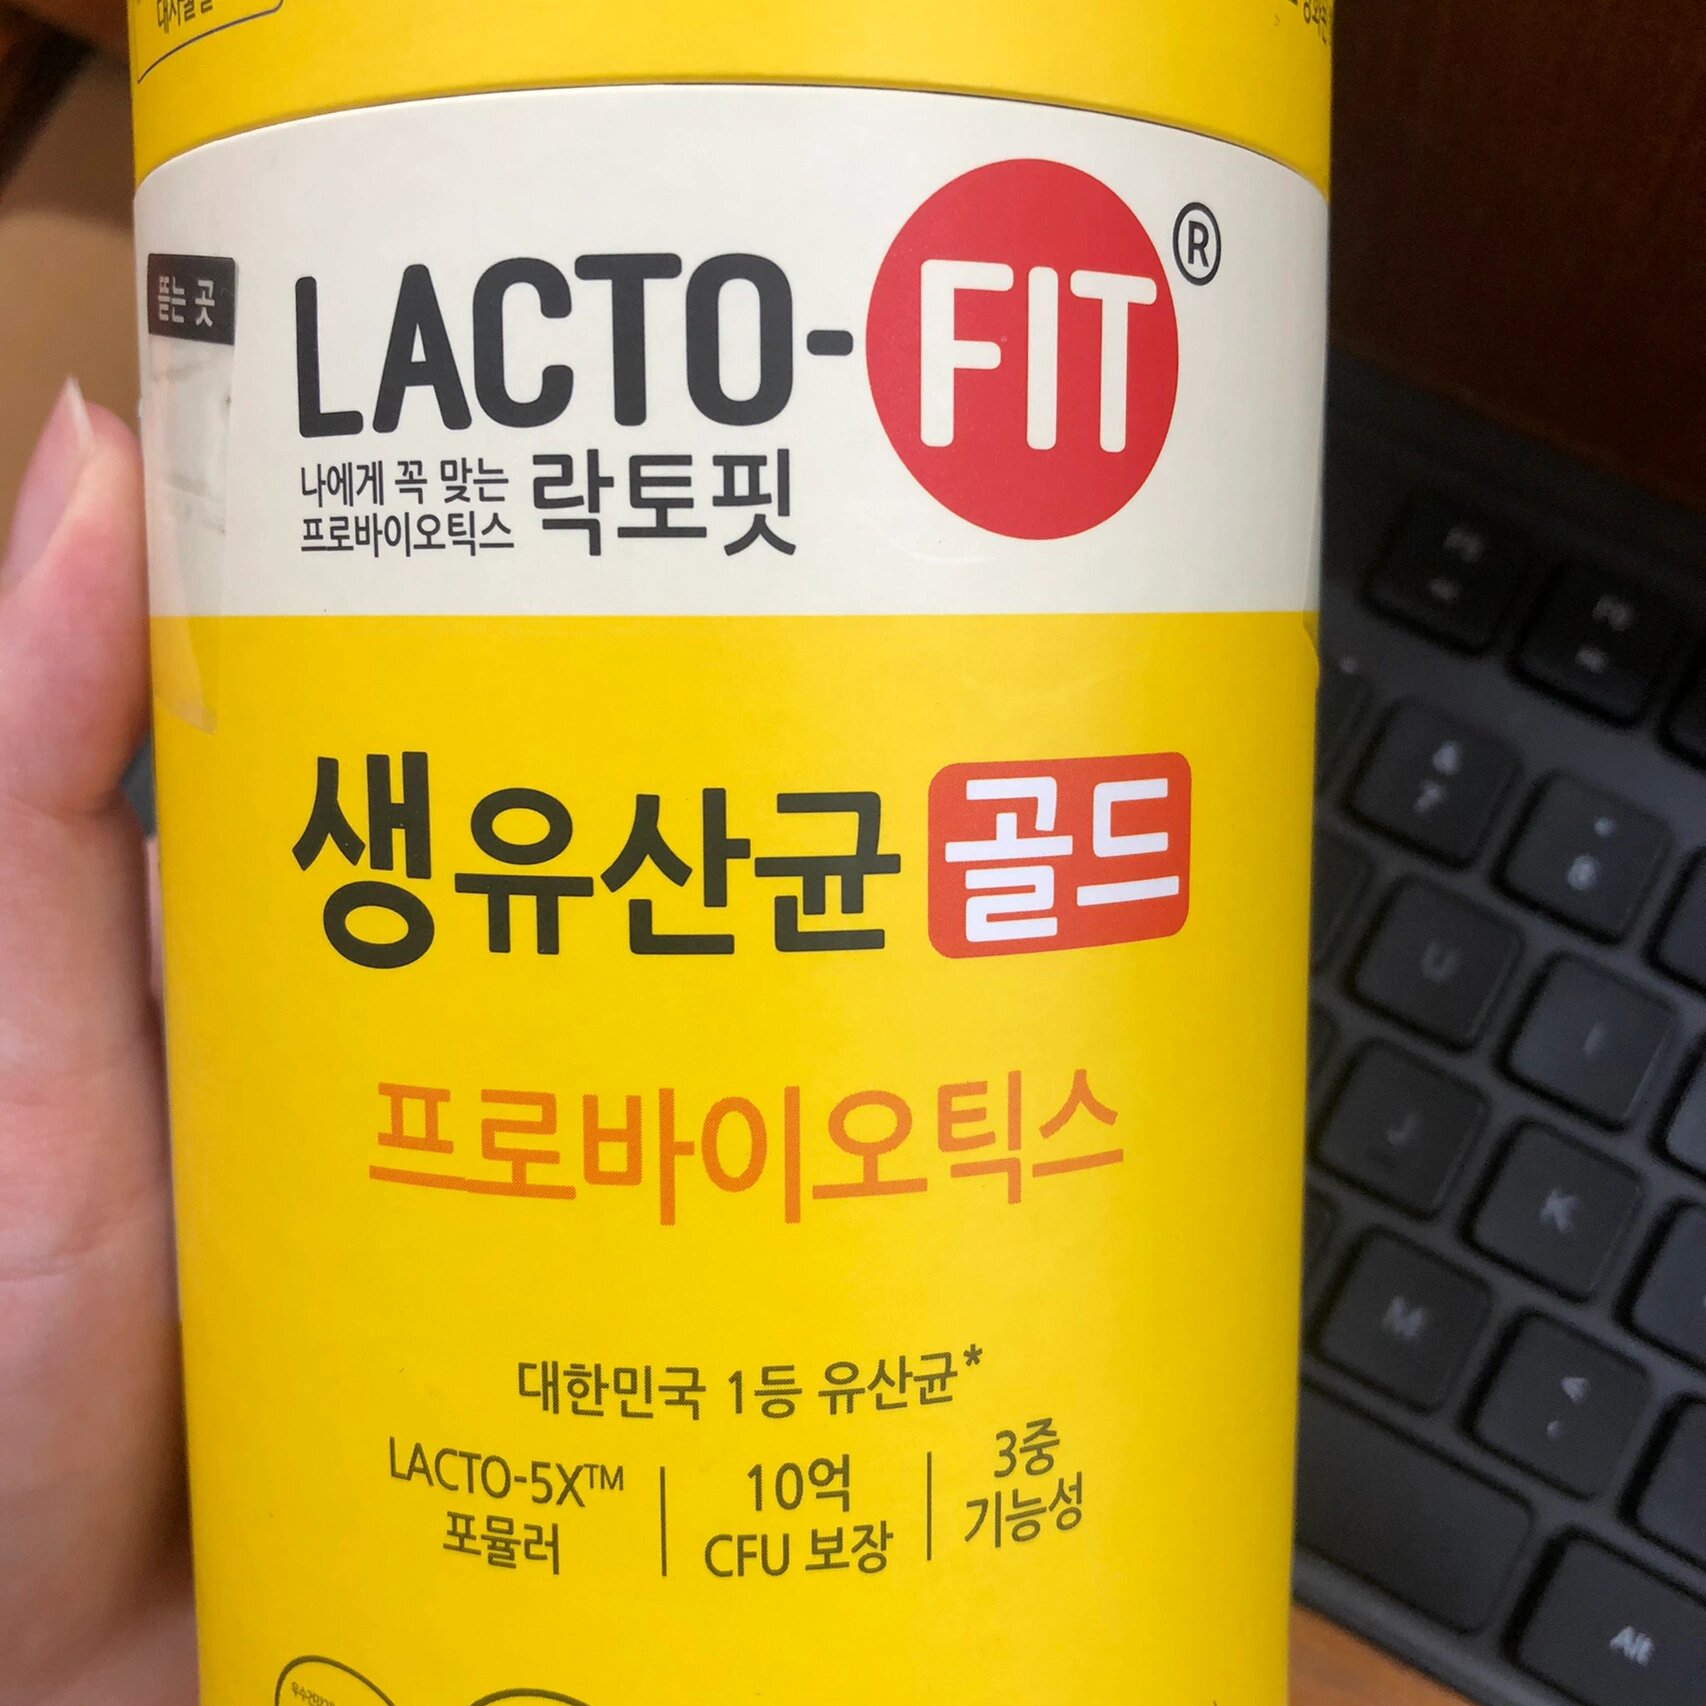 뜯는 곳
LACTO-FIT®
나에게 꼭 맞는
프로바이오틱스
락토핏
생유산균 골드
프로바이오틱스
대한민국 1등 유산균*
LACTO-5X™
포뮬러
10억
CFU 보장
3중
기능성
7
8
U
I
J
K
M
Alt